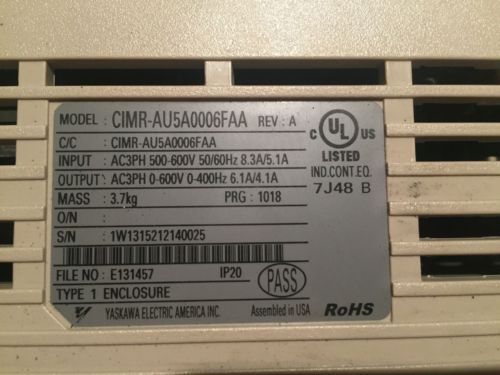 MODEL : CIMR-AU5A0006FAA REV : A
C/C : CIMR-AU5A0006FAA
INPUT : AC3PH 500-600V 50/60Hz 8.3A/5.1A
OUTPUT : AC3PH 0-600V 0-400Hz 6.1A/4.1A
MASS : 3.7kg PRG : 1018
O/N :
S/N : 1W1315212140025
FILE NO : E131457 IP20
TYPE 1 ENCLOSURE
PASS
YASKAWA ELECTRIC AMERICA INC. Assembled in USA
C UL US
LISTED
IND.CONT.EQ.
7J48 B
RoHS